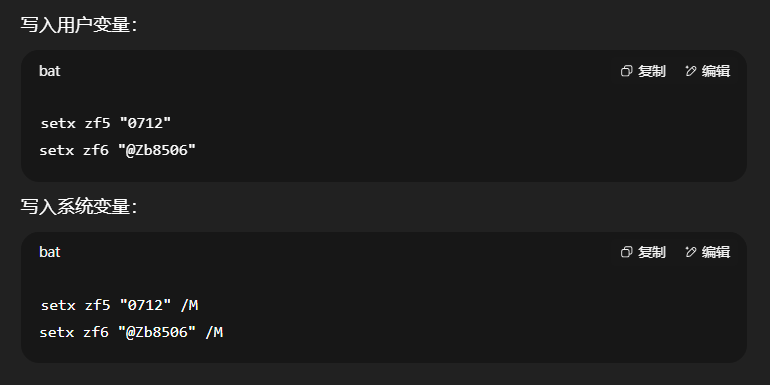 写入用户变量：
bat
复制 编辑
setx zf5 "0712"
setx zf6 "@Zb8506"
写入系统变量：
bat
复制 编辑
setx zf5 "0712" /M
setx zf6 "@Zb8506" /M